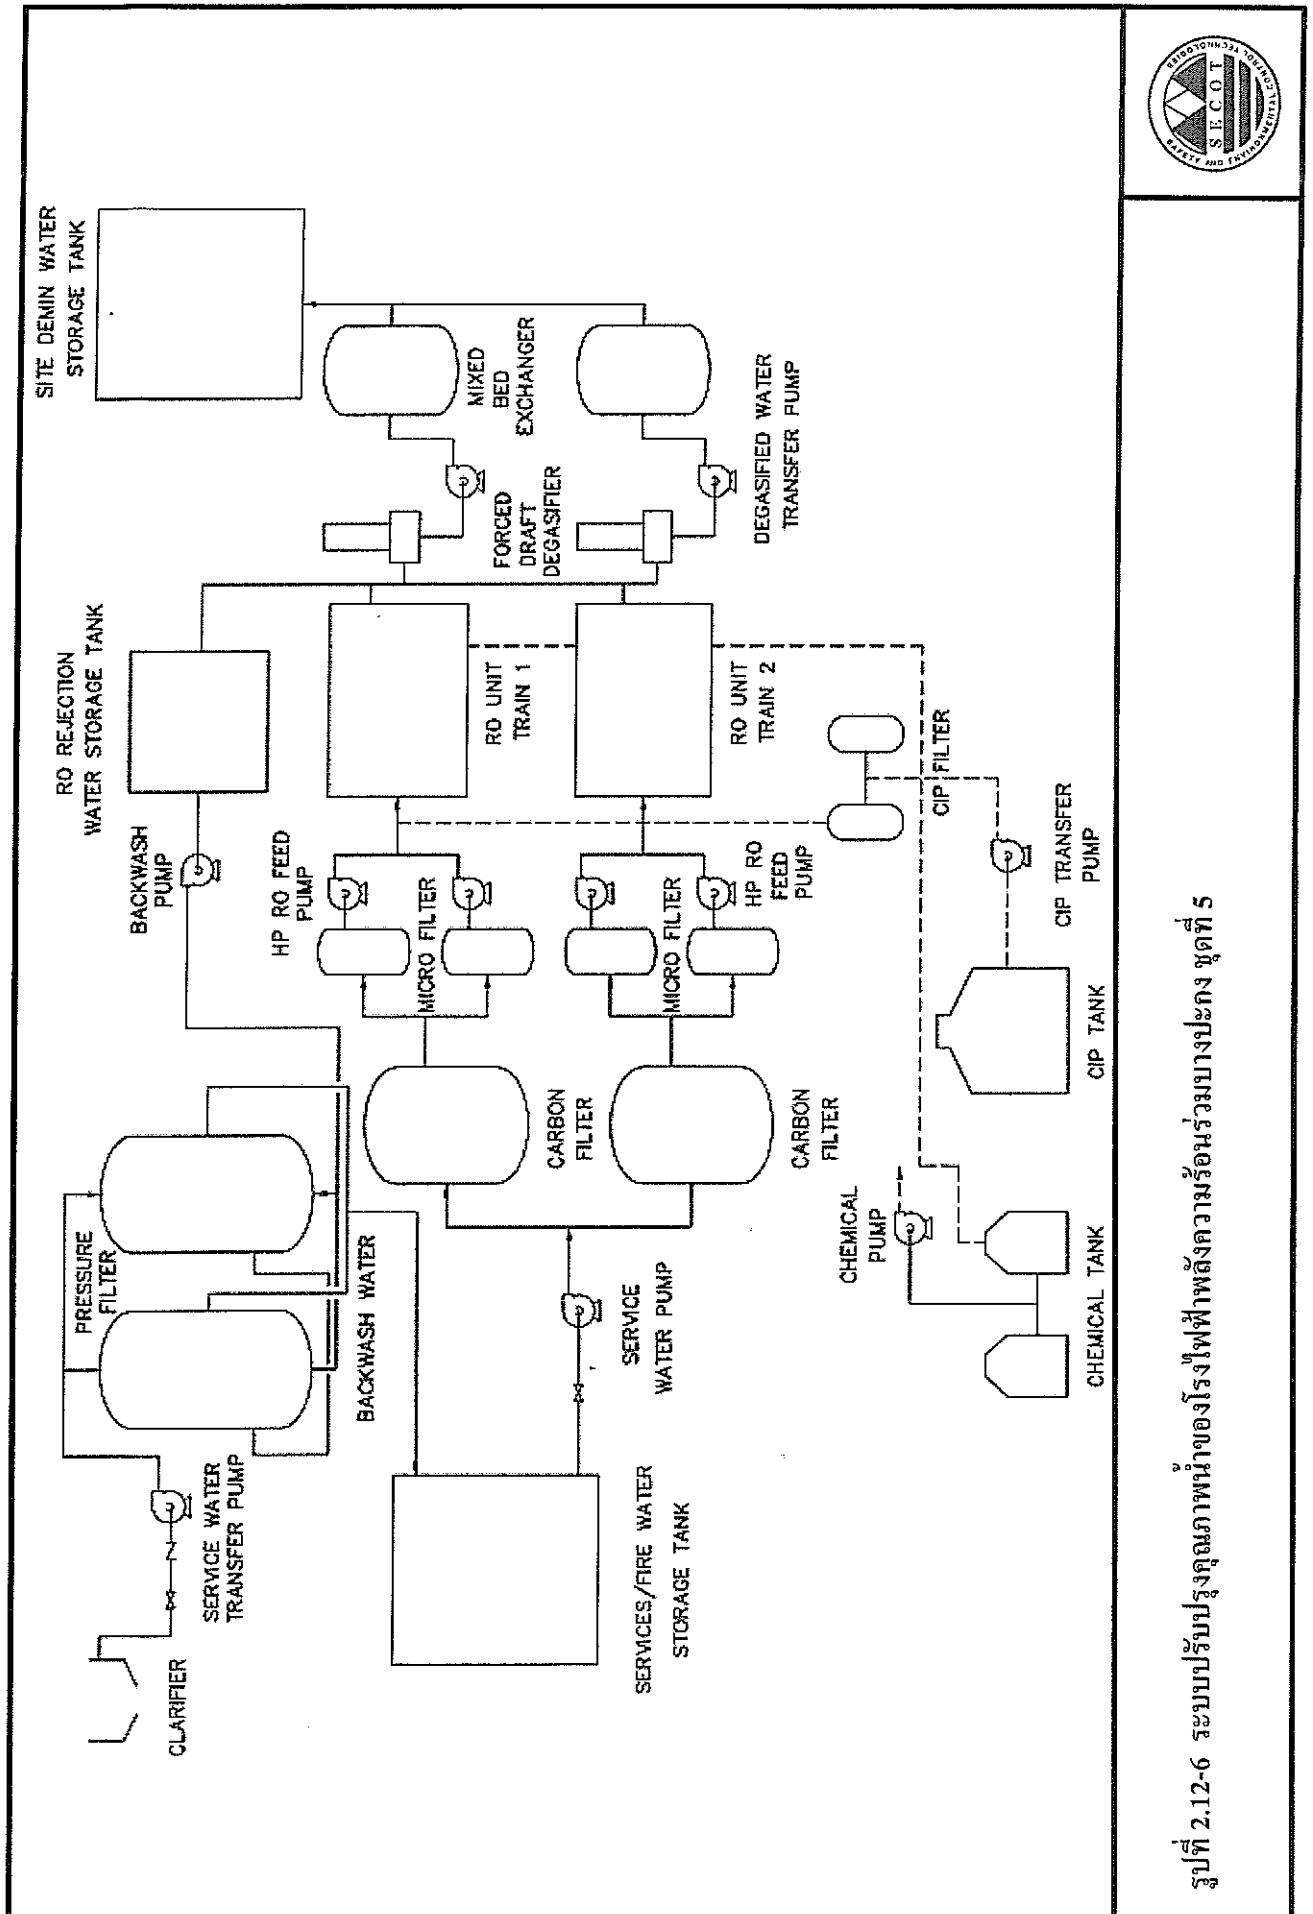 CLARIFIER
SERVICE WATER
TRANSFER PUMP
PRESSURE
FILTER
BACKWASH WATER
BACKWASH
PUMP
RO REJECTION
WATER STORAGE TANK
SITE DEMIN WATER
STORAGE TANK
SERVICES/FIRE WATER
STORAGE TANK
SERVICE
WATER PUMP
CARBON
FILTER
CARBON
FILTER
HP RO FEED
PUMP
MICRO FILTER
MICRO FILTER
HP RO
FEED
PUMP
RO UNIT
TRAIN 1
RO UNIT
TRAIN 2
FORCED
DRAFT
DEGASIFIER
MIXED
BED
EXCHANGER
DEGASIFIED WATER
TRANSFER PUMP
CHEMICAL
PUMP
CHEMICAL TANK
CIP TANK
CIP TRANSFER
PUMP
CIP FILTER
รูปที่ 2.12-6 ระบบปรับปรุงคุณภาพน้ำของโรงไฟฟ้าพลังความร้อนร่วมบางปะกง ชุดที่ 5
SECOT
SAFETY AND ENVIRONMENTAL CONTROL TECHNOLOGIES